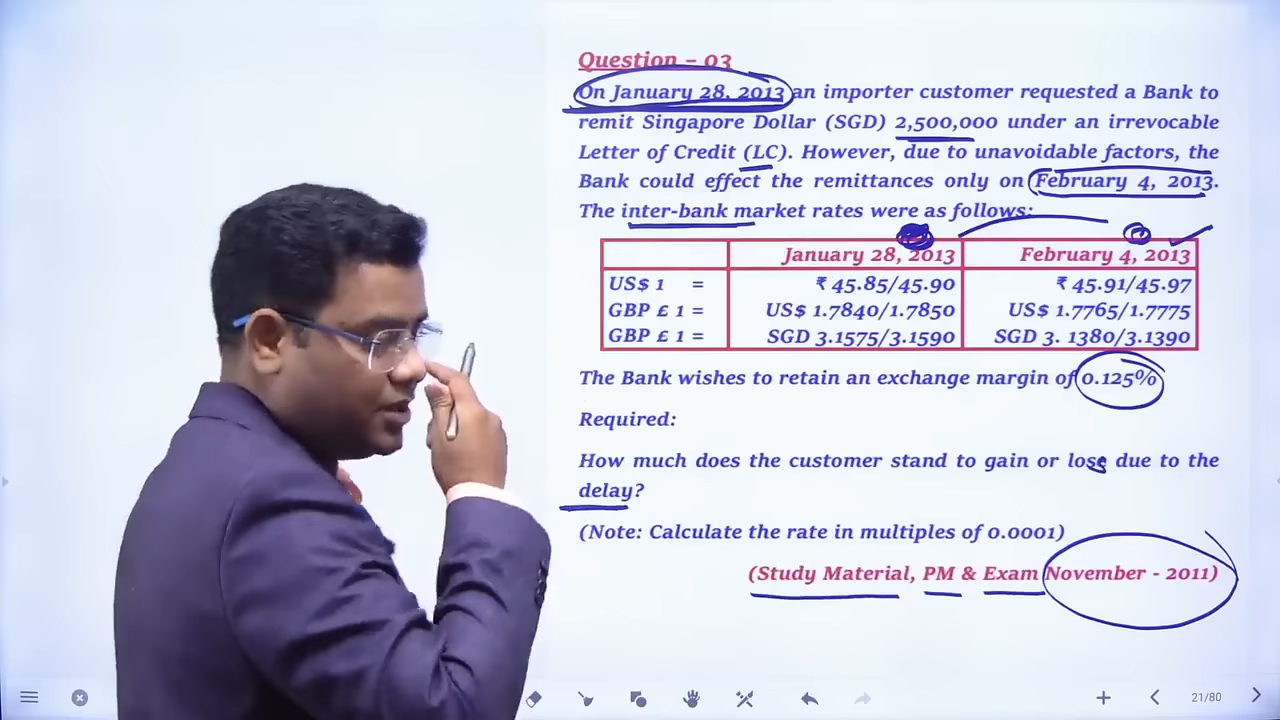 Question – 03
On January 28, 2013 an importer customer requested a Bank to
remit Singapore Dollar (SGD) 2,500,000 under an irrevocable
Letter of Credit (LC). However, due to unavoidable factors, the
Bank could effect the remittances only on February 4, 2013.
The inter-bank market rates were as follows:
January 28, 2013 February 4, 2013
US$ 1 = ₹ 45.85/45.90 ₹ 45.91/45.97
GBP £ 1 = US$ 1.7840/1.7850 US$ 1.7765/1.7775
GBP £ 1 = SGD 3.1575/3.1590 SGD 3. 1380/3.1390
The Bank wishes to retain an exchange margin of 0.125%
Required:
How much does the customer stand to gain or lose due to the
delay?
(Note: Calculate the rate in multiples of 0.0001)
(Study Material, PM & Exam November - 2011)
21/80